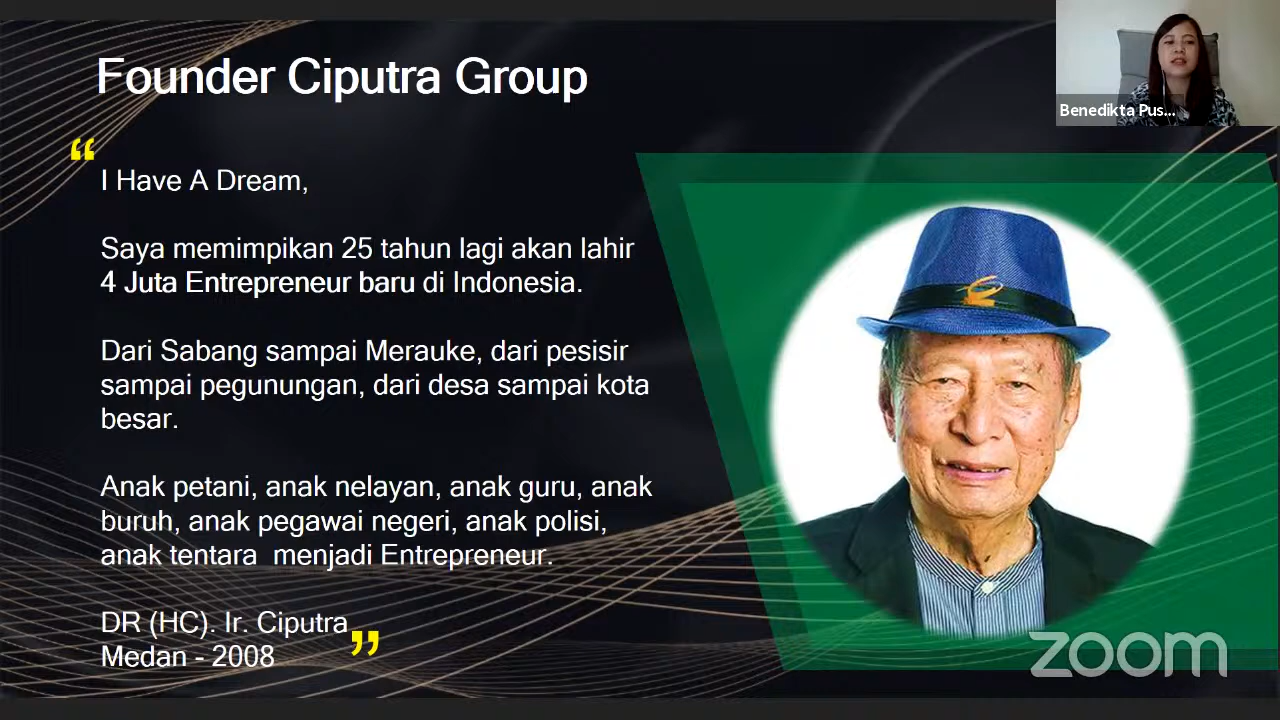 Founder Ciputra Group
Benedikta Pus...
“
I Have A Dream,
Saya memimpikan 25 tahun lagi akan lahir
4 Juta Entrepreneur baru di Indonesia.
Dari Sabang sampai Merauke, dari pesisir
sampai pegunungan, dari desa sampai kota
besar.
Anak petani, anak nelayan, anak guru, anak
buruh, anak pegawai negeri, anak polisi,
anak tentara  menjadi Entrepreneur.
DR (HC). Ir. Ciputra
Medan - 2008
”
zoom